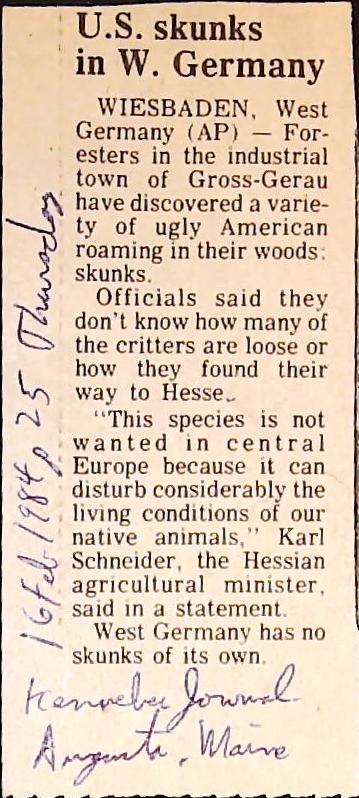 U.S. skunks
in W. Germany
WIESBADEN, West
Germany (AP) — For-
esters in the industrial
town of Gross-Gerau
have discovered a varie-
ty of ugly American
roaming in their woods:
skunks.
Officials said they
don't know how many of
the critters are loose or
how they found their
way to Hesse.
"This species is not
wanted in central
Europe because it can
disturb considerably the
living conditions of our
native animals," Karl
Schneider, the Hessian
agricultural minister,
said in a statement.
West Germany has no
skunks of its own.
16 Feb. 1984 p 25 Thursday
Kennebec Journal
Augusta, Maine